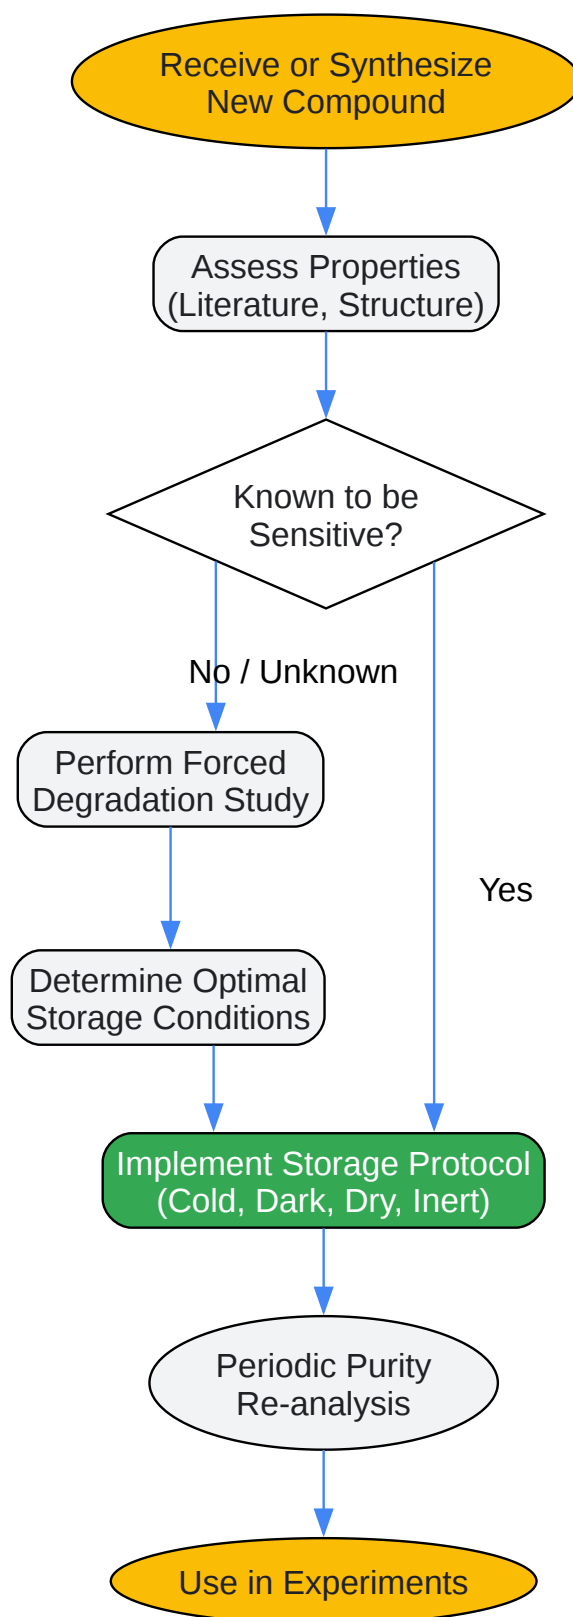 Receive or Synthesize
New Compound
Assess Properties
(Literature, Structure)
Known to be
Sensitive?
No / Unknown
Perform Forced
Degradation Study
Yes
Determine Optimal
Storage Conditions
Implement Storage Protocol
(Cold, Dark, Dry, Inert)
Periodic Purity
Re-analysis
Use in Experiments